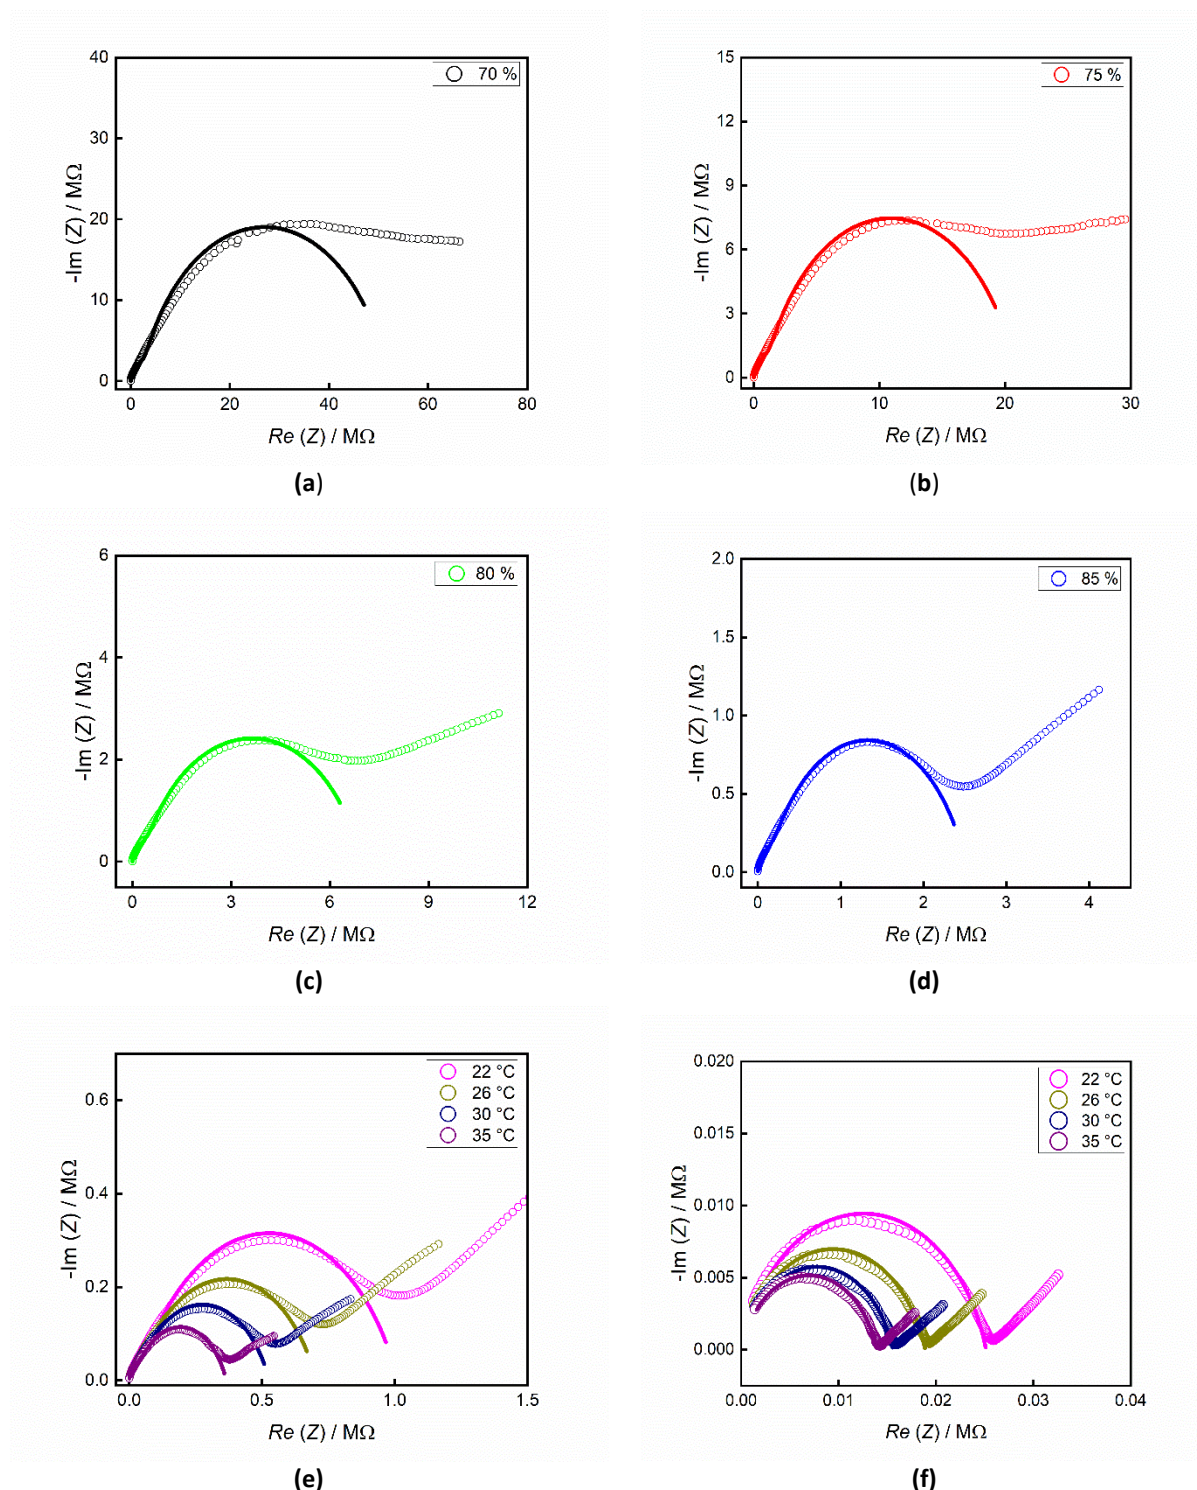 70 %
40
30
20
10
0
-Im (Z) / MΩ
0 20 40 60 80
Re (Z) / MΩ
(a)
75 %
15
12
9
6
3
0
-Im (Z) / MΩ
0 10 20 30
Re (Z) / MΩ
(b)
80 %
6
4
2
0
-Im (Z) / MΩ
0 3 6 9 12
Re (Z) / MΩ
(c)
85 %
2.0
1.5
1.0
0.5
0.0
-Im (Z) / MΩ
0 1 2 3 4
Re (Z) / MΩ
(d)
22 °C
26 °C
30 °C
35 °C
0.6
0.4
0.2
0.0
-Im (Z) / MΩ
0.0 0.5 1.0 1.5
Re (Z) / MΩ
(e)
22 °C
26 °C
30 °C
35 °C
0.020
0.015
0.010
0.005
0.000
-Im (Z) / MΩ
0.00 0.01 0.02 0.03 0.04
Re (Z) / MΩ
(f)